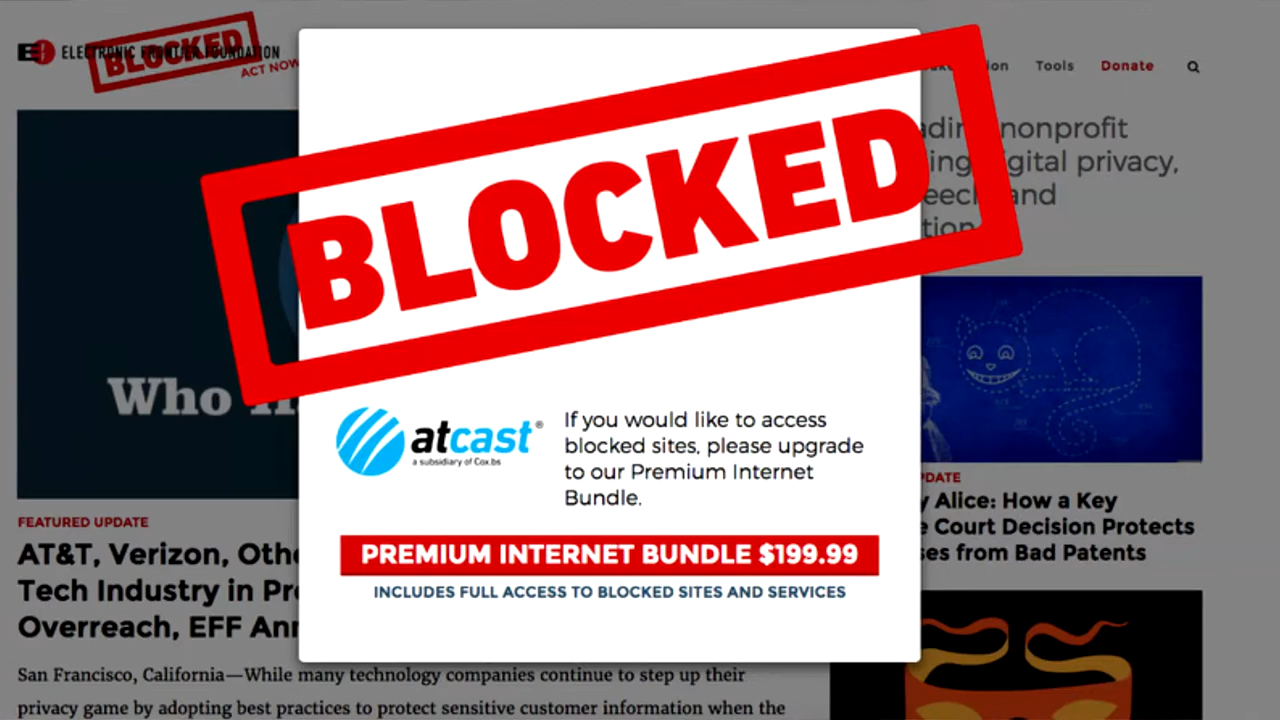 ELECTRONIC FRONTIER FOUNDATION
BLOCKED
ACT NOW
Tools
Donate
BLOCKED
nonprofit
digital privacy,
and
Who
atcast®
a subsidiary of Cox.bs
If you would like to access
blocked sites, please upgrade
to our Premium Internet
Bundle.
PREMIUM INTERNET BUNDLE $199.99
INCLUDES FULL ACCESS TO BLOCKED SITES AND SERVICES
FEATURED UPDATE
AT&T, Verizon,
Tech Industry in
Overreach, EFF
San Francisco, California—While many technology companies continue to step up their
privacy game by adopting best practices to protect sensitive customer information when the
Alice: How a Key
Court Decision Protects
from Bad Patents